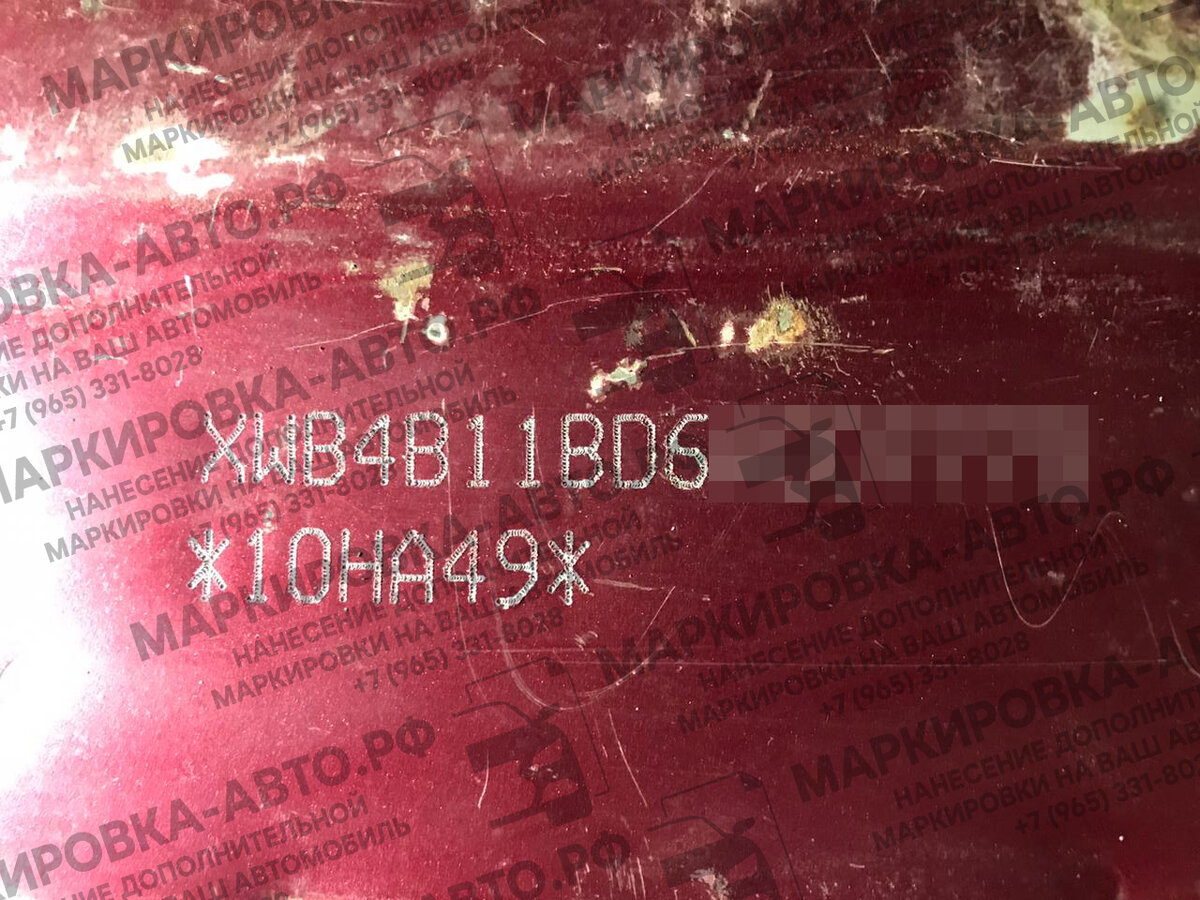 МАРКИРОВКА-АВТО.РФ
НАНЕСЕНИЕ ДОПОЛНИТЕЛЬНОЙ
МАРКИРОВКИ НА ВАШ АВТОМОБИЛЬ
+7 (965) 331-8028
XWB4B11BD6
*10HA49*